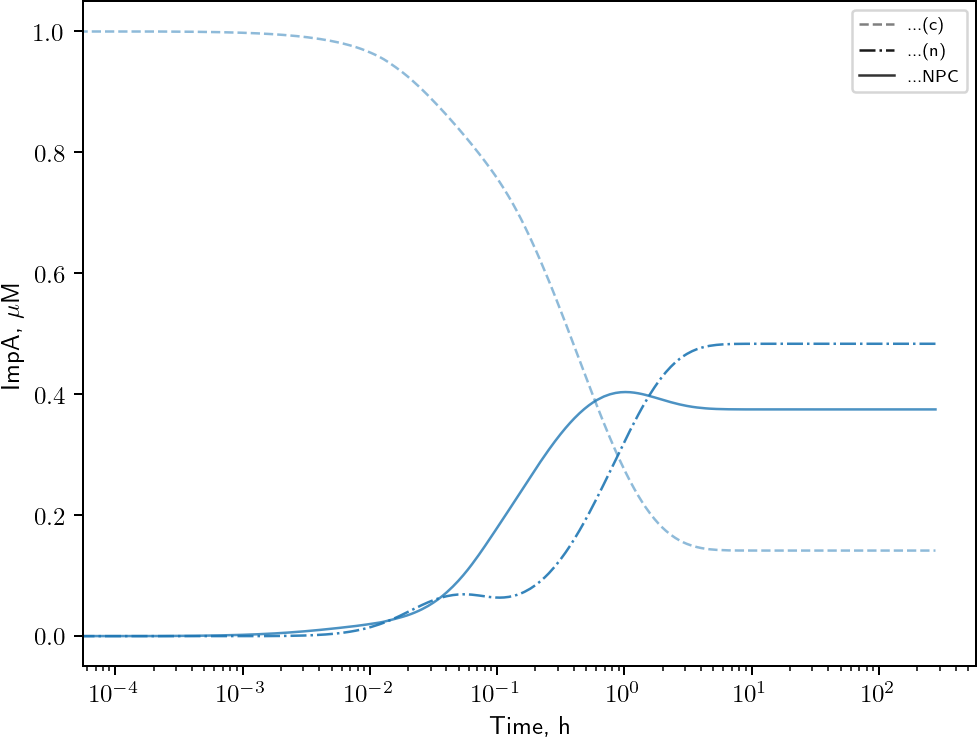 1.0
0.8
0.6
0.4
0.2
0.0
ImpA, μM
10⁻⁴ 10⁻³ 10⁻² 10⁻¹ 10⁰ 10¹ 10²
Time, h
...(c)
...(n)
...NPC